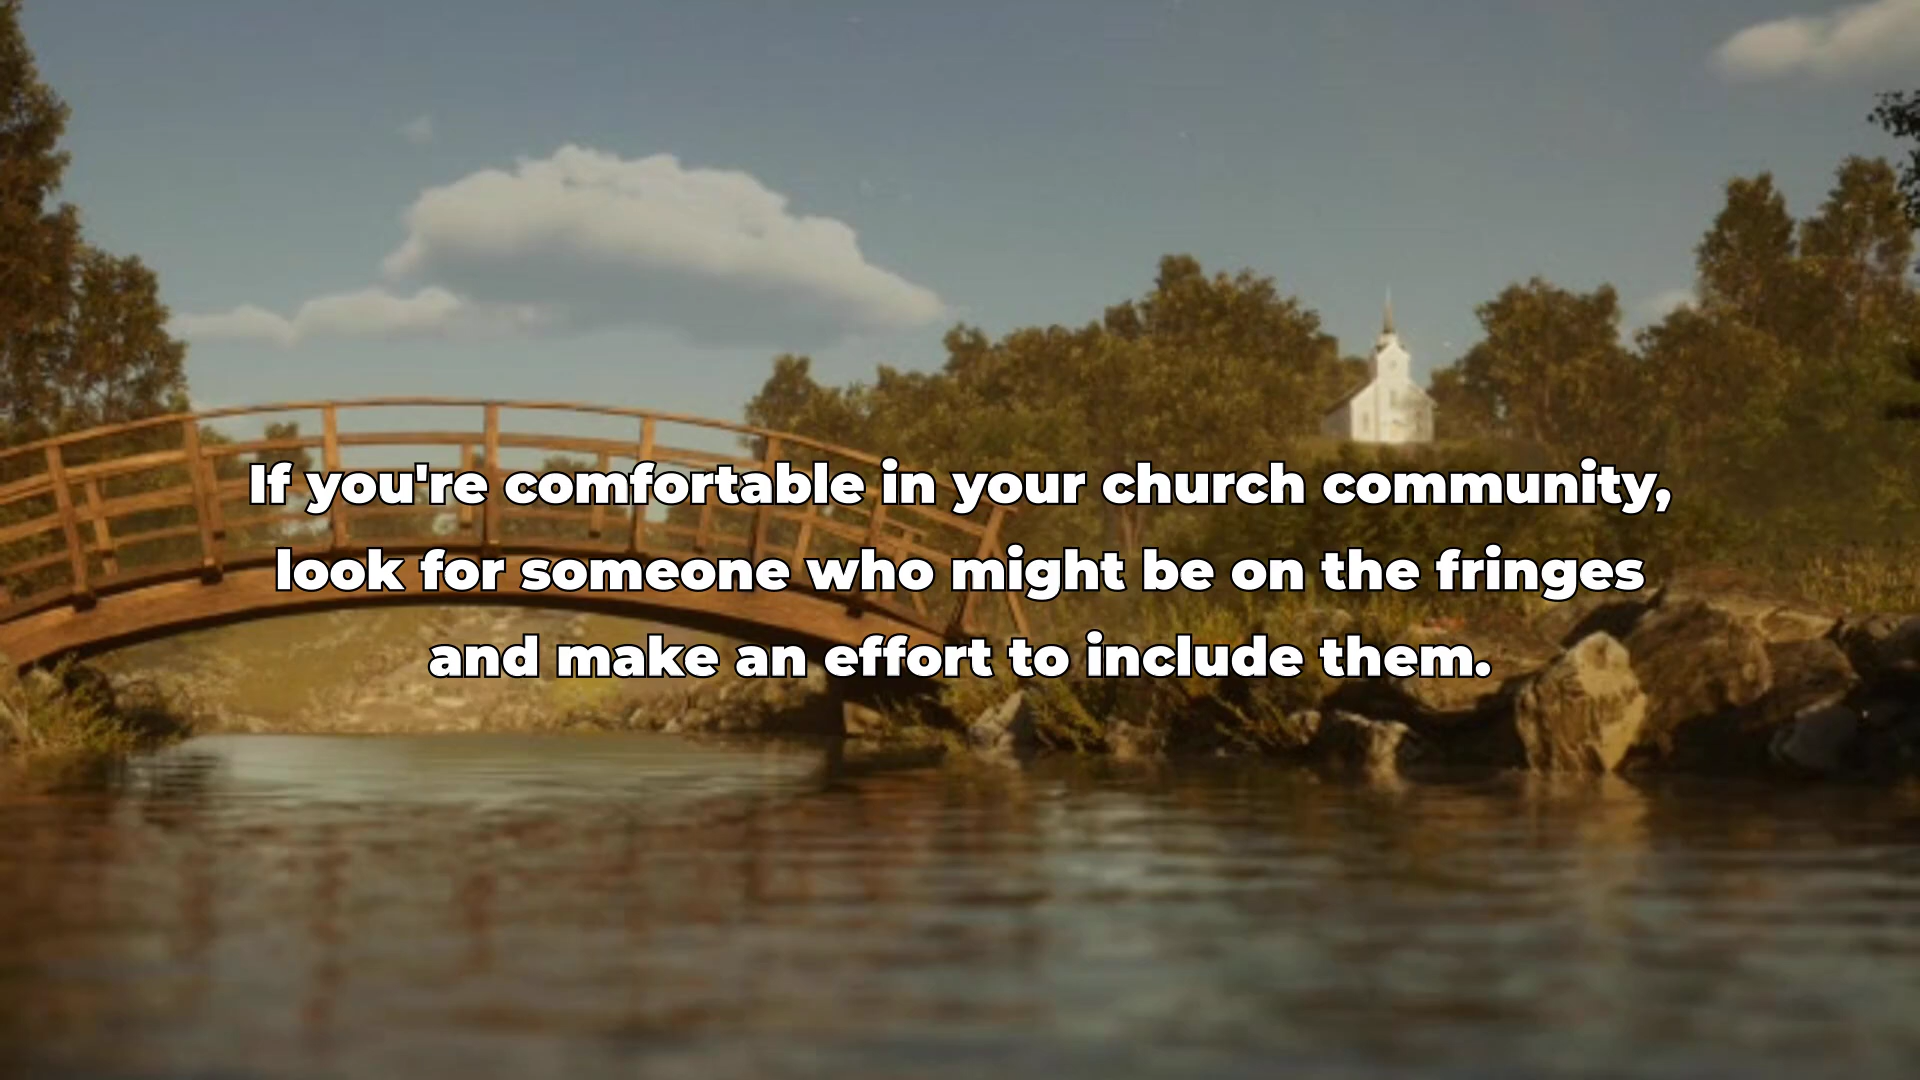 If you're comfortable in your church community,
look for someone who might be on the fringes
and make an effort to include them.